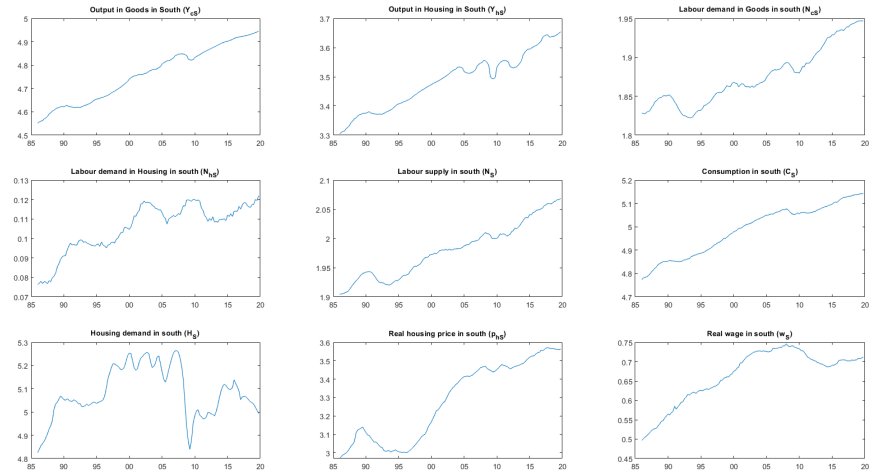 Output in Goods in South (YcS)
5
4.9
4.8
4.7
4.6
4.5
85 90 95 00 05 10 15 20
Output in Housing in South (YhS)
3.7
3.6
3.5
3.4
3.3
85 90 95 00 05 10 15 20
Labour demand in Goods in south (NcS)
1.95
1.9
1.85
1.8
85 90 95 00 05 10 15 20
Labour demand in Housing in south (NhS)
0.13
0.12
0.11
0.1
0.09
0.08
0.07
85 90 95 00 05 10 15 20
Labour supply in south (NS)
2.1
2.05
2
1.95
1.9
85 90 95 00 05 10 15 20
Consumption in south (CS)
5.2
5.1
5
4.9
4.8
4.7
85 90 95 00 05 10 15 20
Housing demand in south (HS)
5.3
5.2
5.1
5
4.9
4.8
85 90 95 00 05 10 15 20
Real housing price in south (phS)
3.6
3.5
3.4
3.3
3.2
3.1
3
85 90 95 00 05 10 15 20
Real wage in south (wS)
0.75
0.7
0.65
0.6
0.55
0.5
0.45
85 90 95 00 05 10 15 20